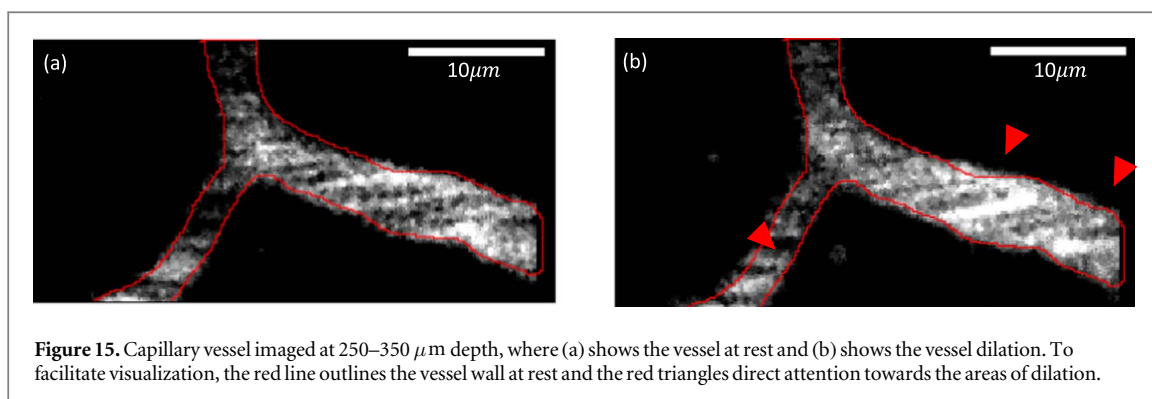 (a)
10μm
(b)
10μm
Figure 15. Capillary vessel imaged at 250–350 μm depth, where (a) shows the vessel at rest and (b) shows the vessel dilation. To
facilitate visualization, the red line outlines the vessel wall at rest and the red triangles direct attention towards the areas of dilation.